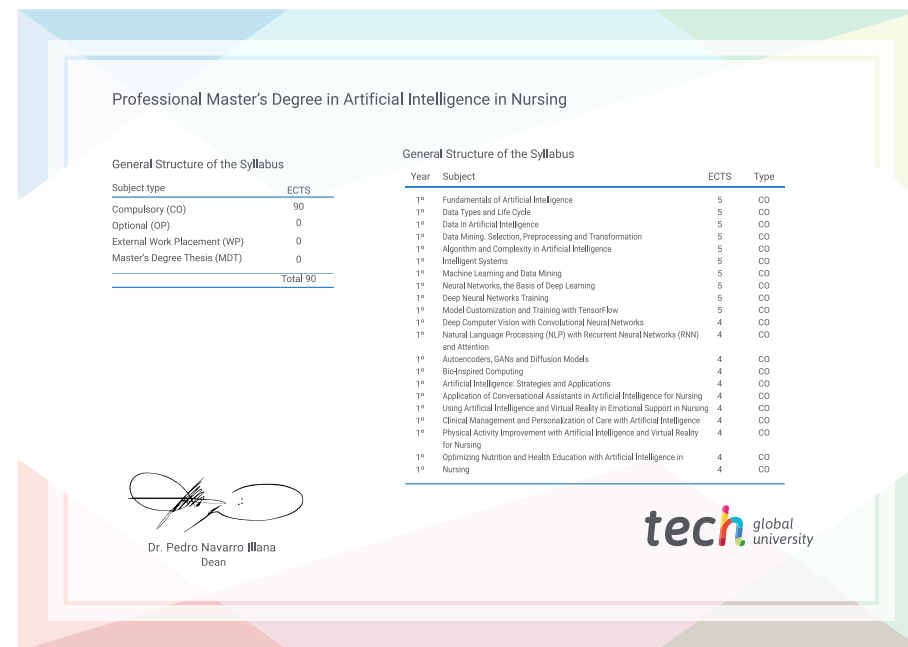 Professional Master's Degree in Artificial Intelligence in Nursing
General Structure of the Syllabus
Subject type ECTS
Compulsory (CO) 90
Optional (OP) 0
External Work Placement (WP) 0
Master's Degree Thesis (MDT) 0
Total 90
General Structure of the Syllabus
Year Subject ECTS Type
1º Fundamentals of Artificial Intelligence 5 CO
1º Data Types and Life Cycle 5 CO
1º Data in Artificial Intelligence 5 CO
1º Data Mining. Selection, Preprocessing and Transformation 5 CO
1º Algorithm and Complexity in Artificial Intelligence 5 CO
1º Intelligent Systems 5 CO
1º Machine Learning and Data Mining 5 CO
1º Neural Networks, the Basis of Deep Learning 5 CO
1º Deep Neural Networks Training 5 CO
1º Model Customization and Training with TensorFlow 5 CO
1º Deep Computer Vision with Convolutional Neural Networks 4 CO
1º Natural Language Processing (NLP) with Recurrent Neural Networks (RNN) 4 CO
and Attention
1º Autoencoders, GANs and Diffusion Models 4 CO
1º Bio-Inspired Computing 4 CO
1º Artificial Intelligence: Strategies and Applications 4 CO
1º Application of Conversational Assistants in Artificial Intelligence for Nursing 4 CO
1º Using Artificial Intelligence and Virtual Reality in Emotional Support in Nursing 4 CO
1º Clinical Management and Personalization of Care with Artificial Intelligence 4 CO
1º Physical Activity Improvement with Artificial Intelligence and Virtual Reality 4 CO
for Nursing
1º Optimizing Nutrition and Health Education with Artificial Intelligence in 4 CO
1º Nursing 4 CO
Dr. Pedro Navarro Illana
Dean
tech global
university